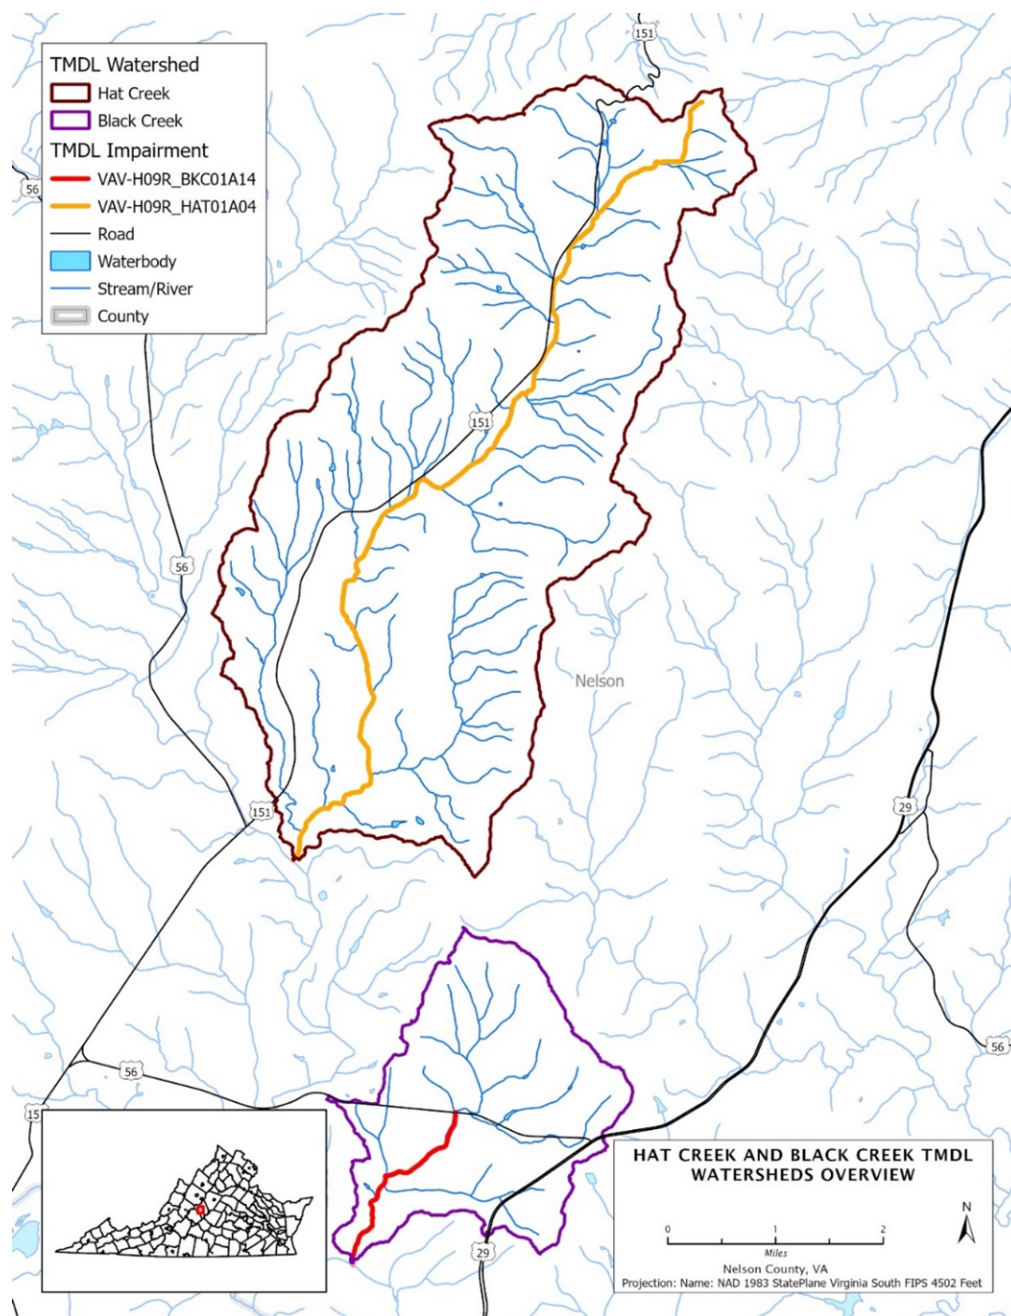 151
TMDL Watershed
Hat Creek
Black Creek
TMDL Impairment
VAV-H09R_BKC01A14
VAV-H09R_HAT01A04
Road
Waterbody
Stream/River
County
56
151
56
Nelson
29
151
56
56
15
29
HAT CREEK AND BLACK CREEK TMDL
WATERSHEDS OVERVIEW
N
0 1 2
Miles
Nelson County, VA
Projection: Name: NAD 1983 StatePlane Virginia South FIPS 4502 Feet